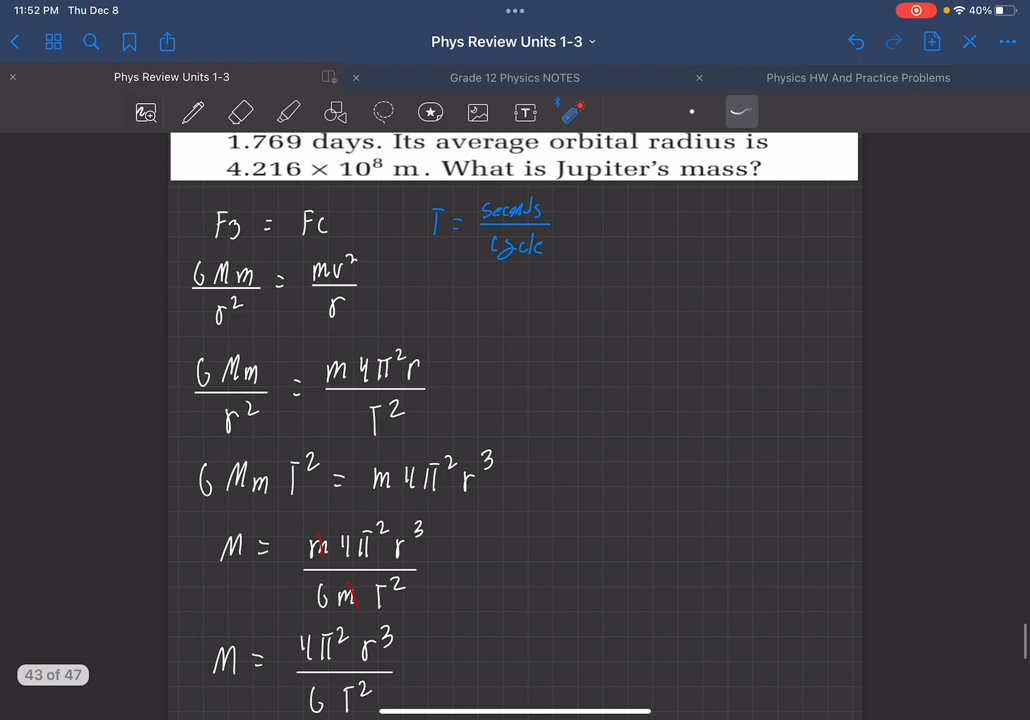 11:52 PM Thu Dec 8
40%
Phys Review Units 1-3
Phys Review Units 1-3
Grade 12 Physics NOTES
Physics HW And Practice Problems
1.769 days. Its average orbital radius is
4.216 × 10⁸ m. What is Jupiter's mass?
Fg = Fc
T = seconds / cycle
GMm / r² = mv² / r
GMm / r² = m4π²r / T²
GMmT² = m4π²r³
M = m4π²r³ / GmT²
M = 4π²r³ / GT²
43 of 47